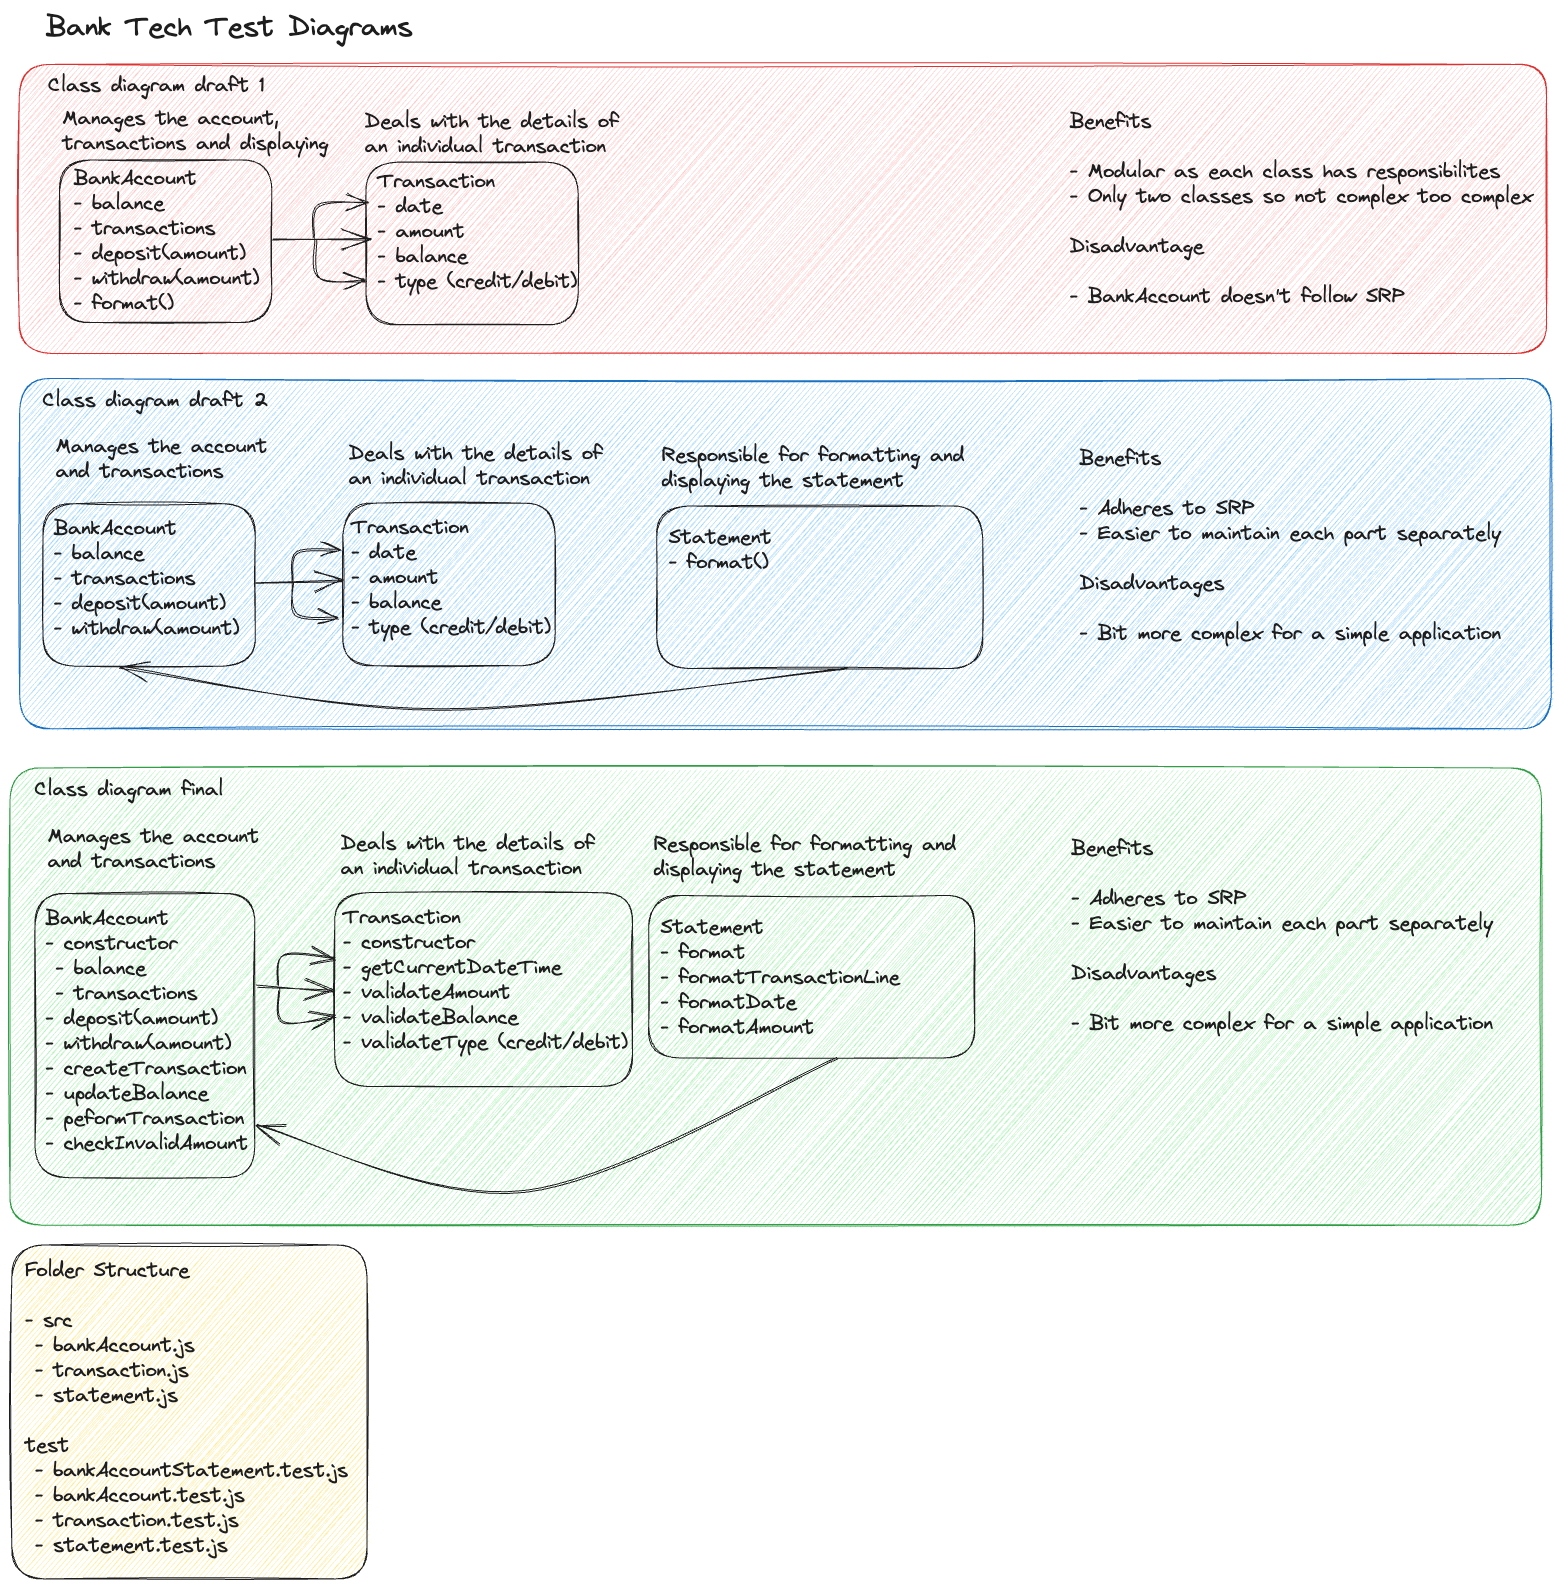 Bank Tech Test Diagrams
Class diagram draft 1
Manages the account,
transactions and displaying
BankAccount
- balance
- transactions
- deposit(amount)
- withdraw(amount)
- format()
Deals with the details of
an individual transaction
Transaction
- date
- amount
- balance
- type (credit/debit)
Benefits
- Modular as each class has responsibilites
- Only two classes so not complex too complex
Disadvantage
- BankAccount doesn't follow SRP
Class diagram draft 2
Manages the account
and transactions
BankAccount
- balance
- transactions
- deposit(amount)
- withdraw(amount)
Deals with the details of
an individual transaction
Transaction
- date
- amount
- balance
- type (credit/debit)
Responsible for formatting and
displaying the statement
Statement
- format()
Benefits
- Adheres to SRP
- Easier to maintain each part separately
Disadvantages
- Bit more complex for a simple application
Class diagram final
Manages the account
and transactions
BankAccount
- constructor
- balance
- transactions
- deposit(amount)
- withdraw(amount)
- createTransaction
- updateBalance
- peformTransaction
- checkInvalidAmount
Deals with the details of
an individual transaction
Transaction
- constructor
- getCurrentDateTime
- validateAmount
- validateBalance
- validateType (credit/debit)
Responsible for formatting and
displaying the statement
Statement
- format
- formatTransactionLine
- formatDate
- formatAmount
Benefits
- Adheres to SRP
- Easier to maintain each part separately
Disadvantages
- Bit more complex for a simple application
Folder Structure
- src
- bankAccount.js
- transaction.js
- statement.js
test
- bankAccountStatement.test.js
- bankAccount.test.js
- transaction.test.js
- statement.test.js